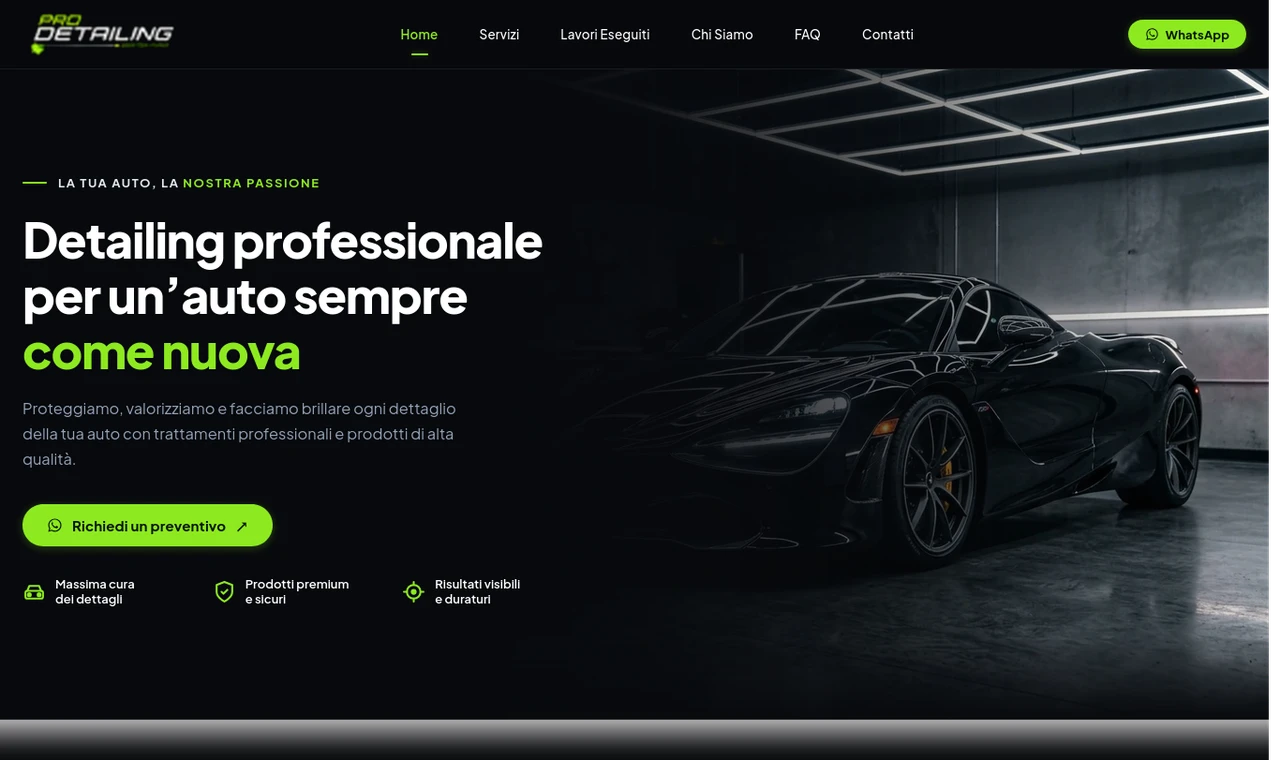 PRO
DETAILING
Home
Servizi
Lavori Eseguiti
Chi Siamo
FAQ
Contatti
WhatsApp
LA TUA AUTO, LA NOSTRA PASSIONE
Detailing professionale
per un’auto sempre
come nuova
Proteggiamo, valorizziamo e facciamo brillare ogni dettaglio
della tua auto con trattamenti professionali e prodotti di alta
qualità.
Richiedi un preventivo ↗
Massima cura
dei dettagli
Prodotti premium
e sicuri
Risultati visibili
e duraturi